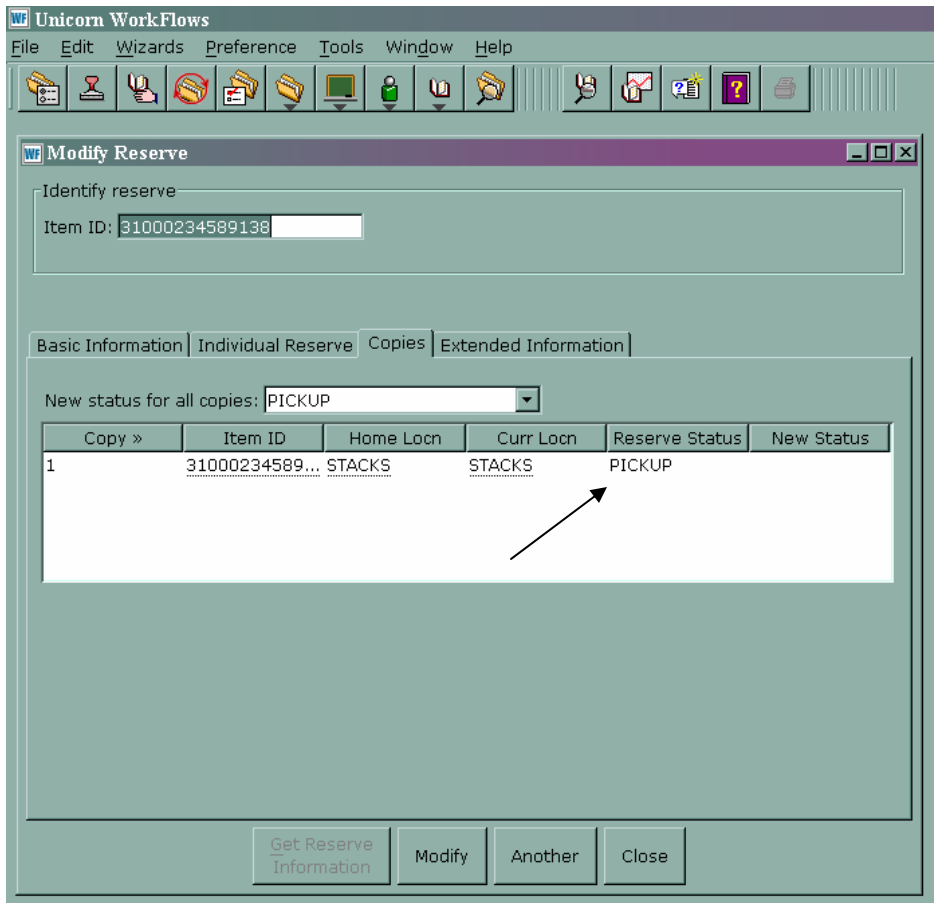 WF Unicorn WorkFlows
File Edit Wizards Preference Tools Window Help
WF Modify Reserve
Identify reserve
Item ID: 31000234589138
Basic Information Individual Reserve Copies Extended Information
New status for all copies: PICKUP
Copy » Item ID Home Locn Curr Locn Reserve Status New Status
1 31000234589... STACKS STACKS PICKUP
Get Reserve
Information
Modify Another Close